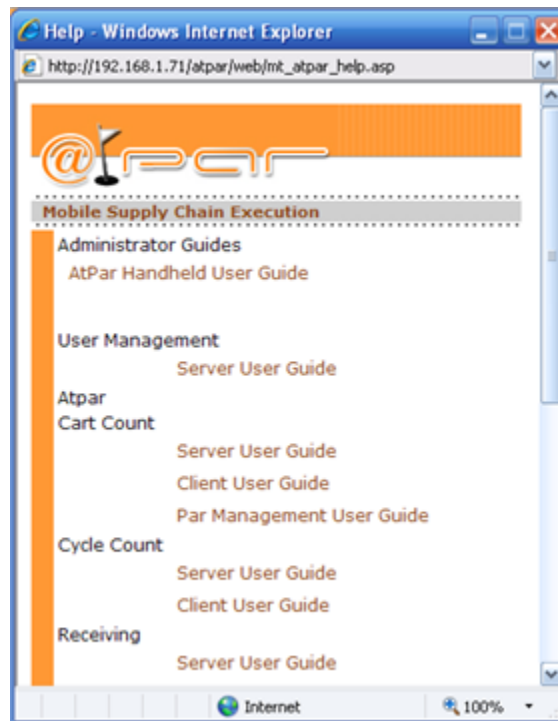 Help - Windows Internet Explorer
http://192.168.1.71/atpar/web/mt_atpar_help.asp
@par
Mobile Supply Chain Execution
Administrator Guides
AtPar Handheld User Guide
User Management
Server User Guide
Atpar
Cart Count
Server User Guide
Client User Guide
Par Management User Guide
Cycle Count
Server User Guide
Client User Guide
Receiving
Server User Guide
Internet 100%